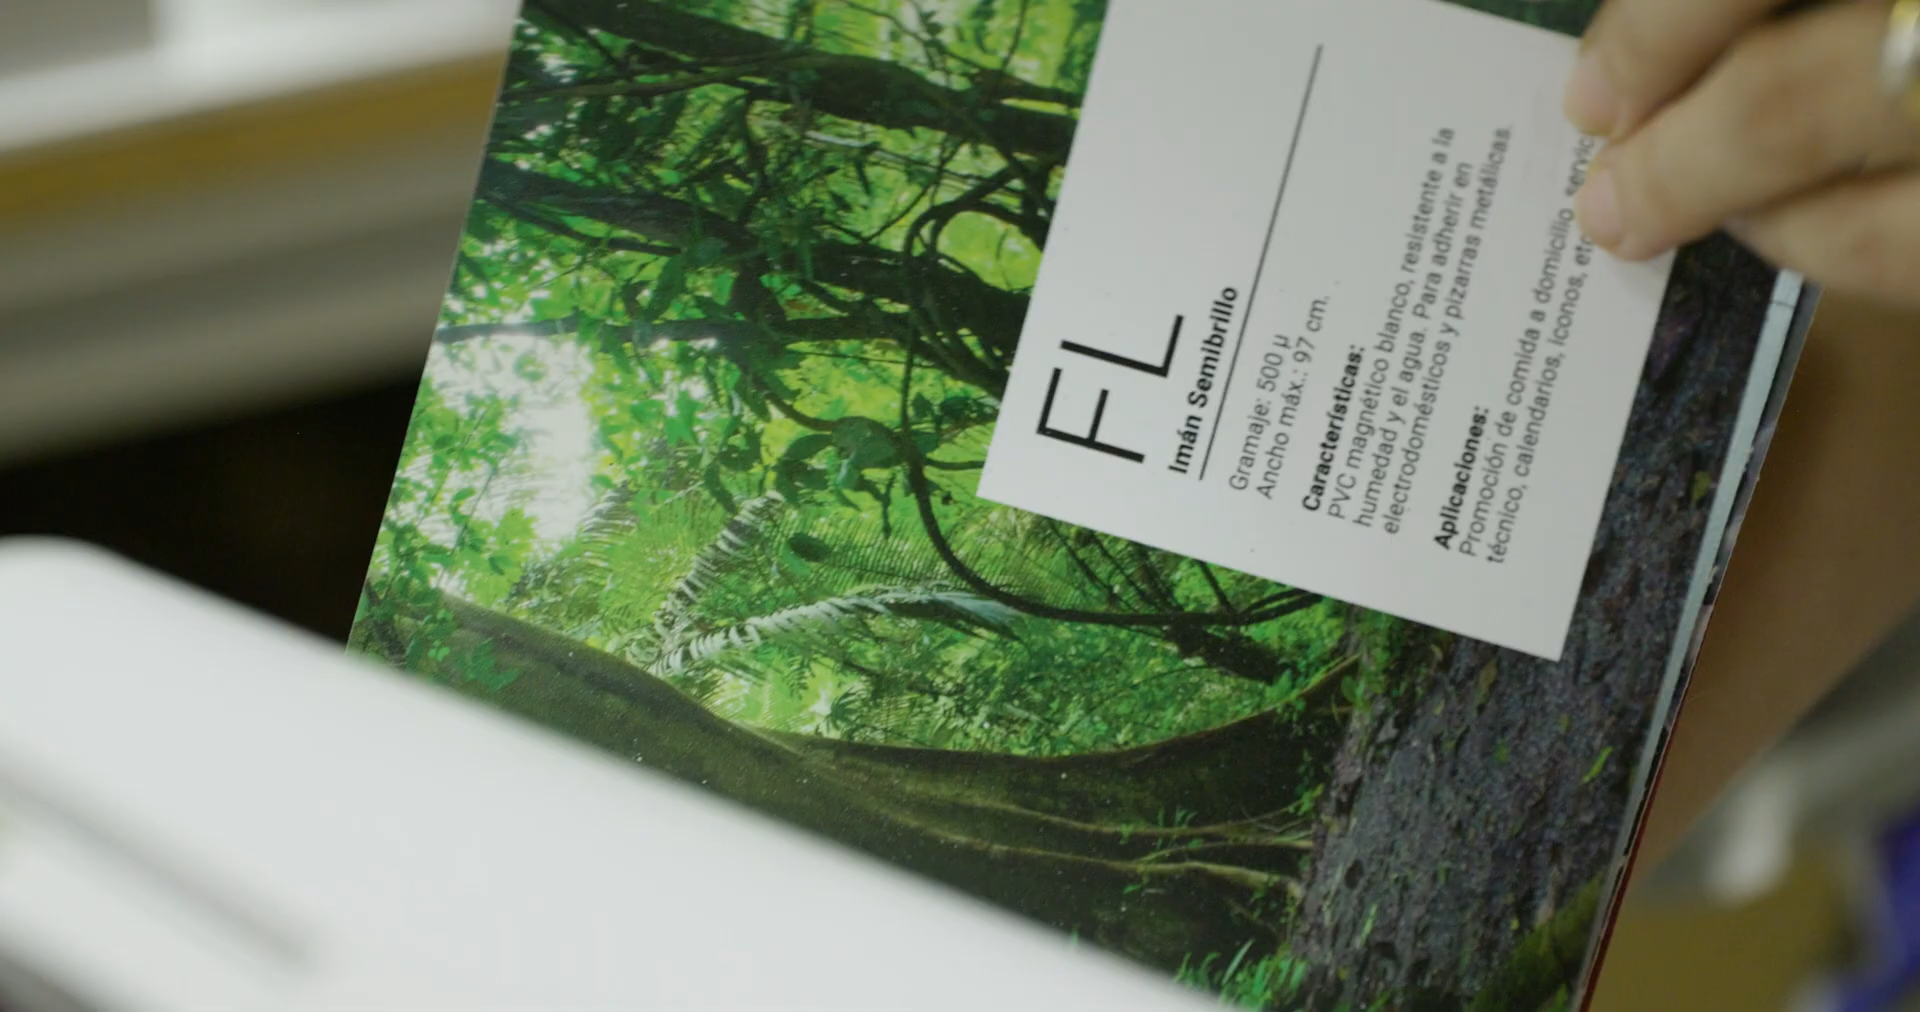 FL
Imán Semibrillo
Gramaje: 500 µ
Ancho máx.: 97 cm.
Características:
PVC magnético blanco, resistente a la
humedad y el agua. Para adherir en
electrodomésticos y pizarras metálicas.
Aplicaciones:
Promoción de comida a domicilio,
técnico, calendarios, iconos, etc